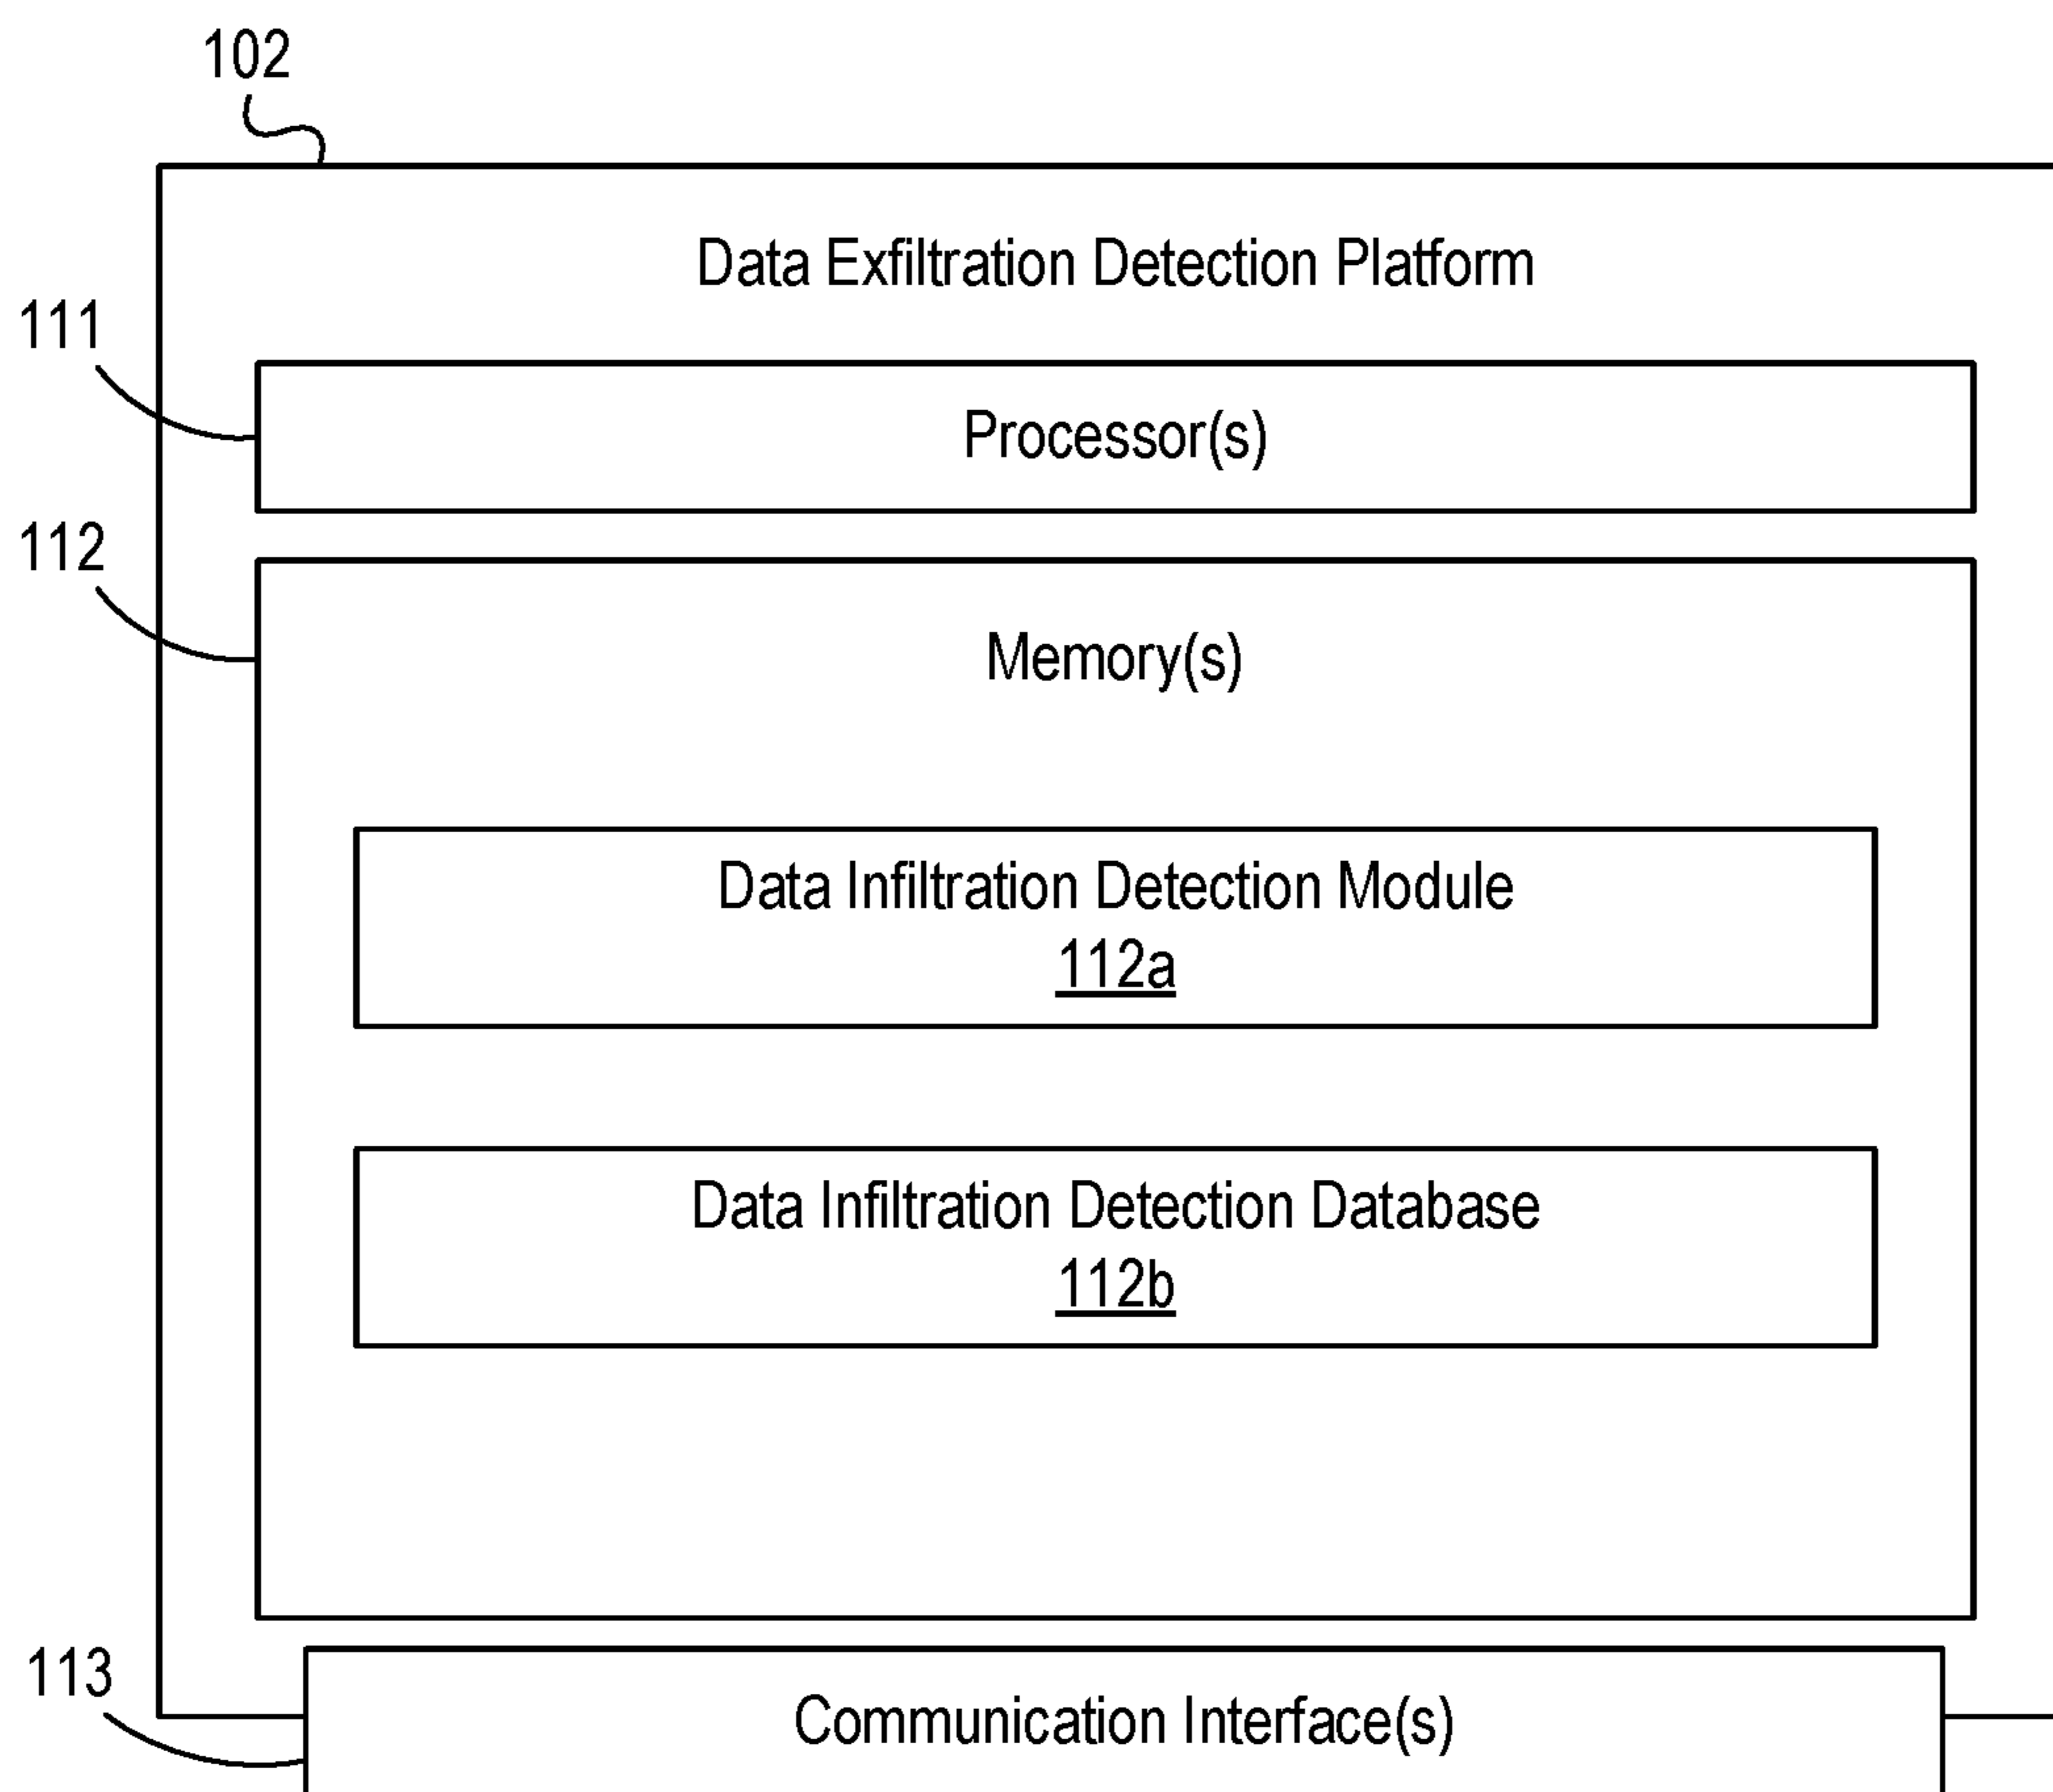 102
Data Exfiltration Detection Platform
111
Processor(s)
112
Memory(s)
Data Infiltration Detection Module
112a
Data Infiltration Detection Database
112b
113
Communication Interface(s)